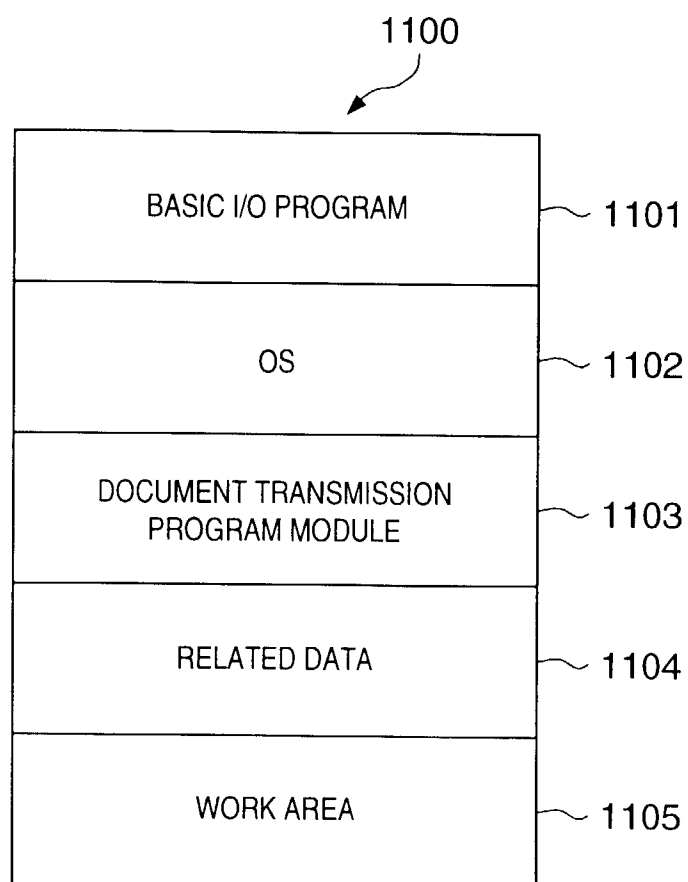 1100
BASIC I/O PROGRAM
1101
OS
1102
DOCUMENT TRANSMISSION
PROGRAM MODULE
1103
RELATED DATA
1104
WORK AREA
1105